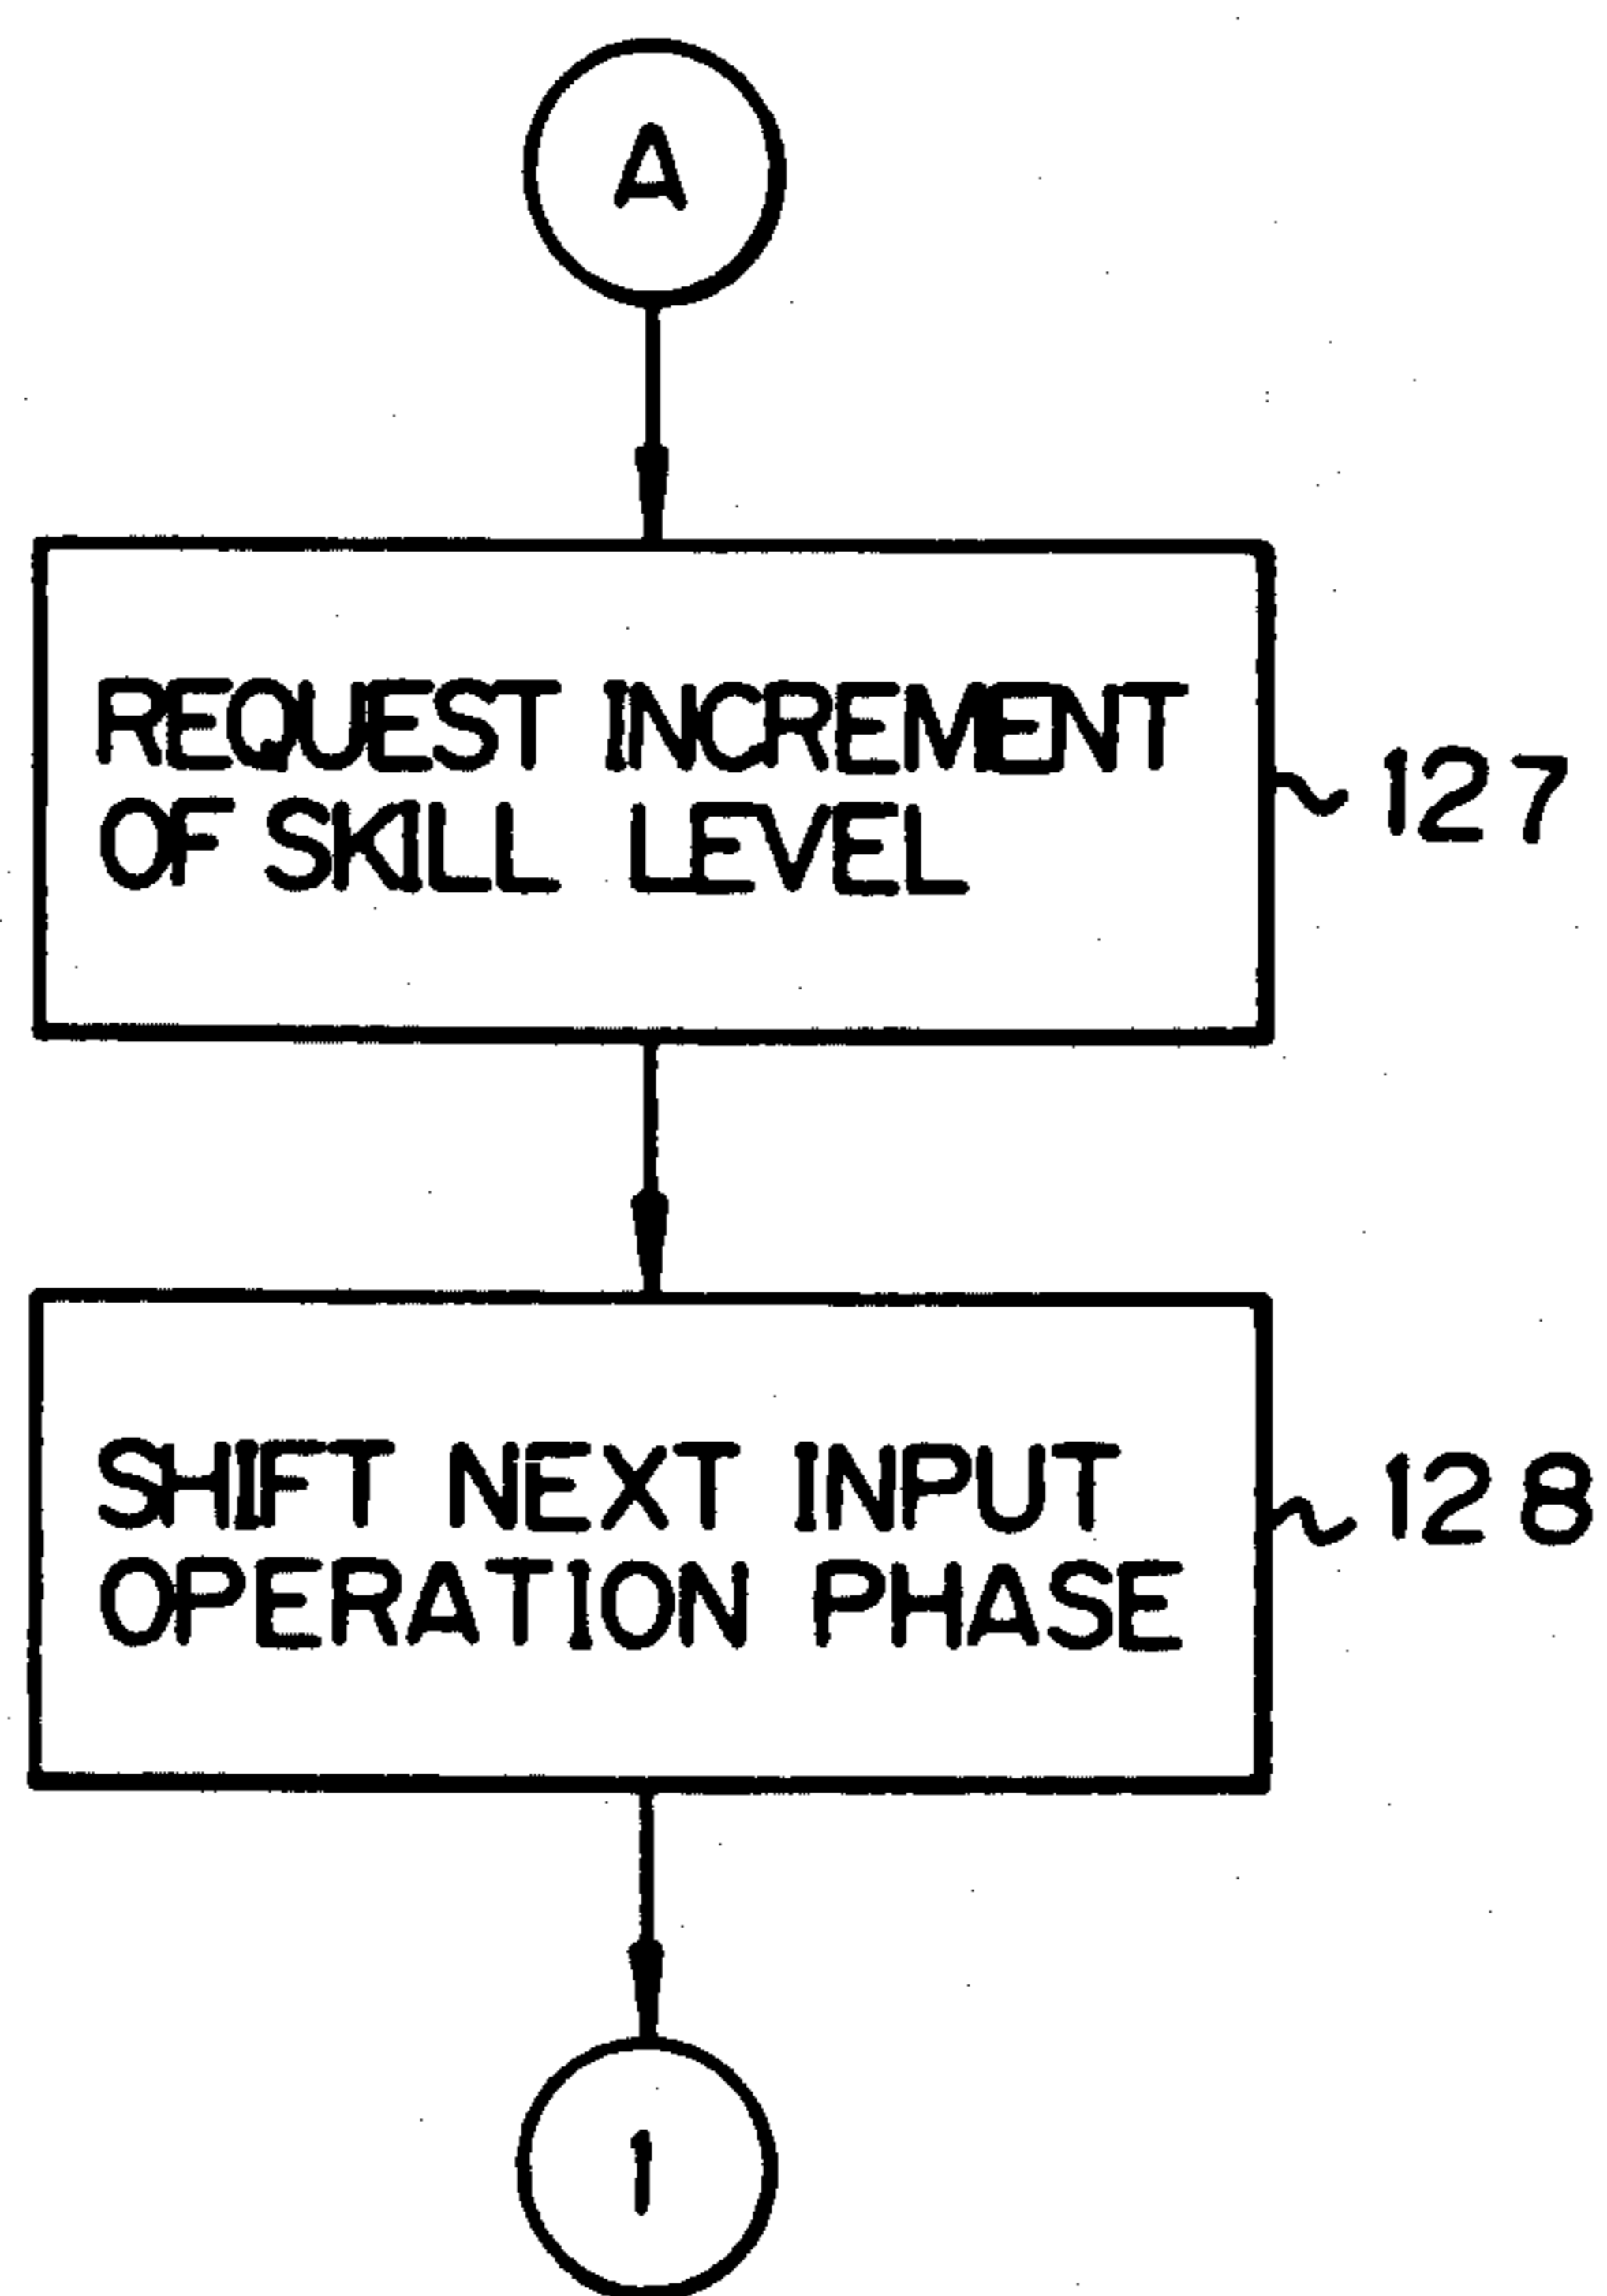 A
REQUEST INCREMENT
OF SKILL LEVEL
127
SHIFT NEXT INPUT
OPERATION PHASE
128
1